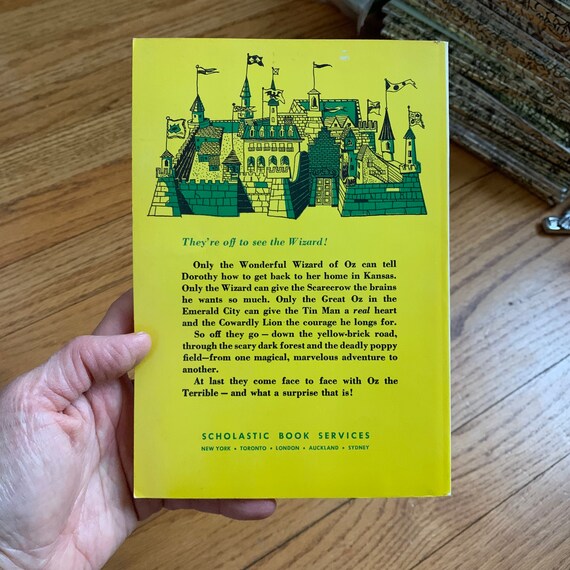 They're off to see the Wizard!
Only the Wonderful Wizard of Oz can tell
Dorothy how to get back to her home in Kansas.
Only the Wizard can give the Scarecrow the brains
he wants so much. Only the Great Oz in the
Emerald City can give the Tin Man a real heart
and the Cowardly Lion the courage he longs for.
So off they go — down the yellow-brick road,
through the scary dark forest and the deadly poppy
field—from one magical, marvelous adventure to
another.
At last they come face to face with Oz the
Terrible — and what a surprise that is!
SCHOLASTIC BOOK SERVICES
NEW YORK • TORONTO • LONDON • AUCKLAND • SYDNEY